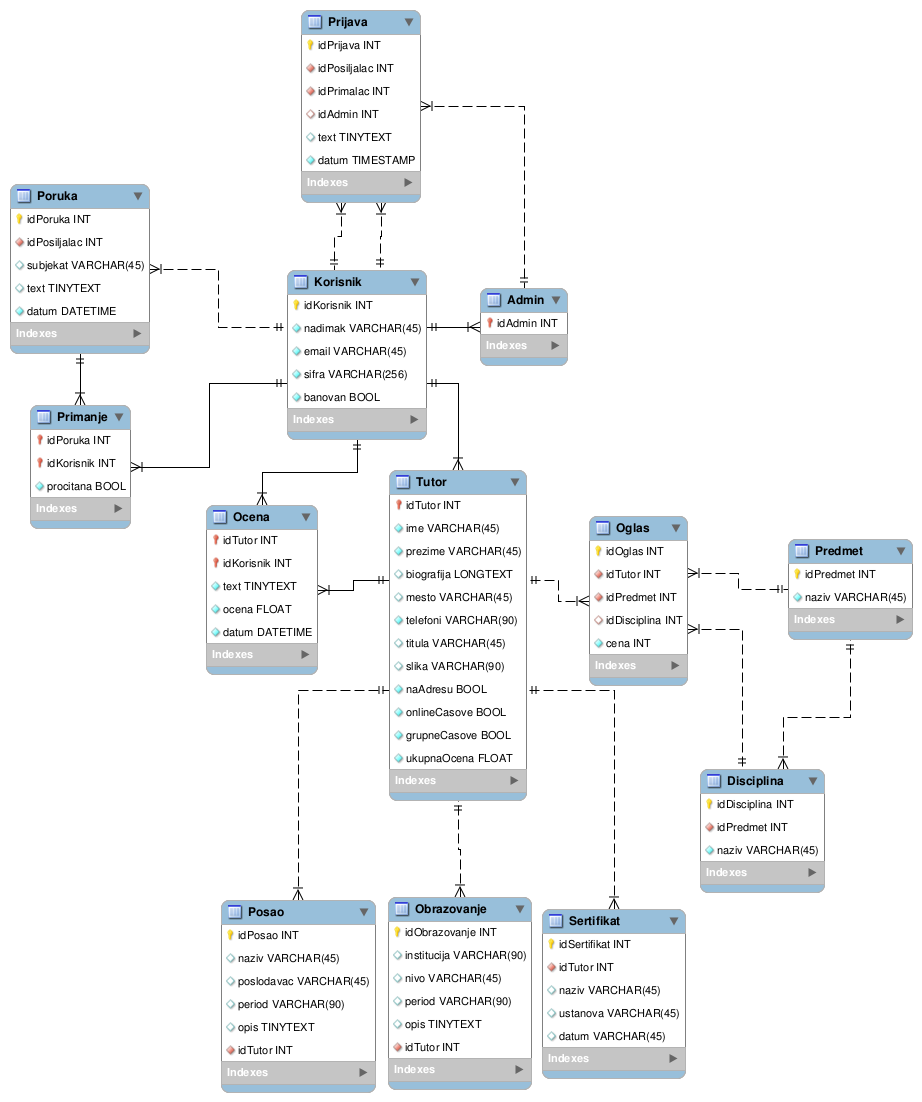 Prijava
idPrijava INT
idPosiljalac INT
idPrimalac INT
idAdmin INT
text TINYTEXT
datum TIMESTAMP
Indexes
Poruka
idPoruka INT
idPosiljalac INT
subjekat VARCHAR(45)
text TINYTEXT
datum DATETIME
Indexes
Korisnik
idKorisnik INT
nadimak VARCHAR(45)
email VARCHAR(45)
sifra VARCHAR(256)
banovan BOOL
Indexes
Admin
idAdmin INT
Indexes
Primanje
idPoruka INT
idKorisnik INT
procitana BOOL
Indexes
Ocena
idTutor INT
idKorisnik INT
text TINYTEXT
ocena FLOAT
datum DATETIME
Indexes
Tutor
idTutor INT
ime VARCHAR(45)
prezime VARCHAR(45)
biografija LONGTEXT
mesto VARCHAR(45)
telefoni VARCHAR(90)
titula VARCHAR(45)
slika VARCHAR(90)
naAdresu BOOL
onlineCasove BOOL
grupneCasove BOOL
ukupnaOcena FLOAT
Indexes
Oglas
idOglas INT
idTutor INT
idPredmet INT
idDisciplina INT
cena INT
Indexes
Predmet
idPredmet INT
naziv VARCHAR(45)
Indexes
Disciplina
idDisciplina INT
idPredmet INT
naziv VARCHAR(45)
Indexes
Posao
idPosao INT
naziv VARCHAR(45)
poslodavac VARCHAR(45)
period VARCHAR(90)
opis TINYTEXT
idTutor INT
Indexes
Obrazovanje
idObrazovanje INT
institucija VARCHAR(90)
nivo VARCHAR(45)
period VARCHAR(90)
opis TINYTEXT
idTutor INT
Indexes
Sertifikat
idSertifikat INT
idTutor INT
naziv VARCHAR(45)
ustanova VARCHAR(45)
datum VARCHAR(45)
Indexes